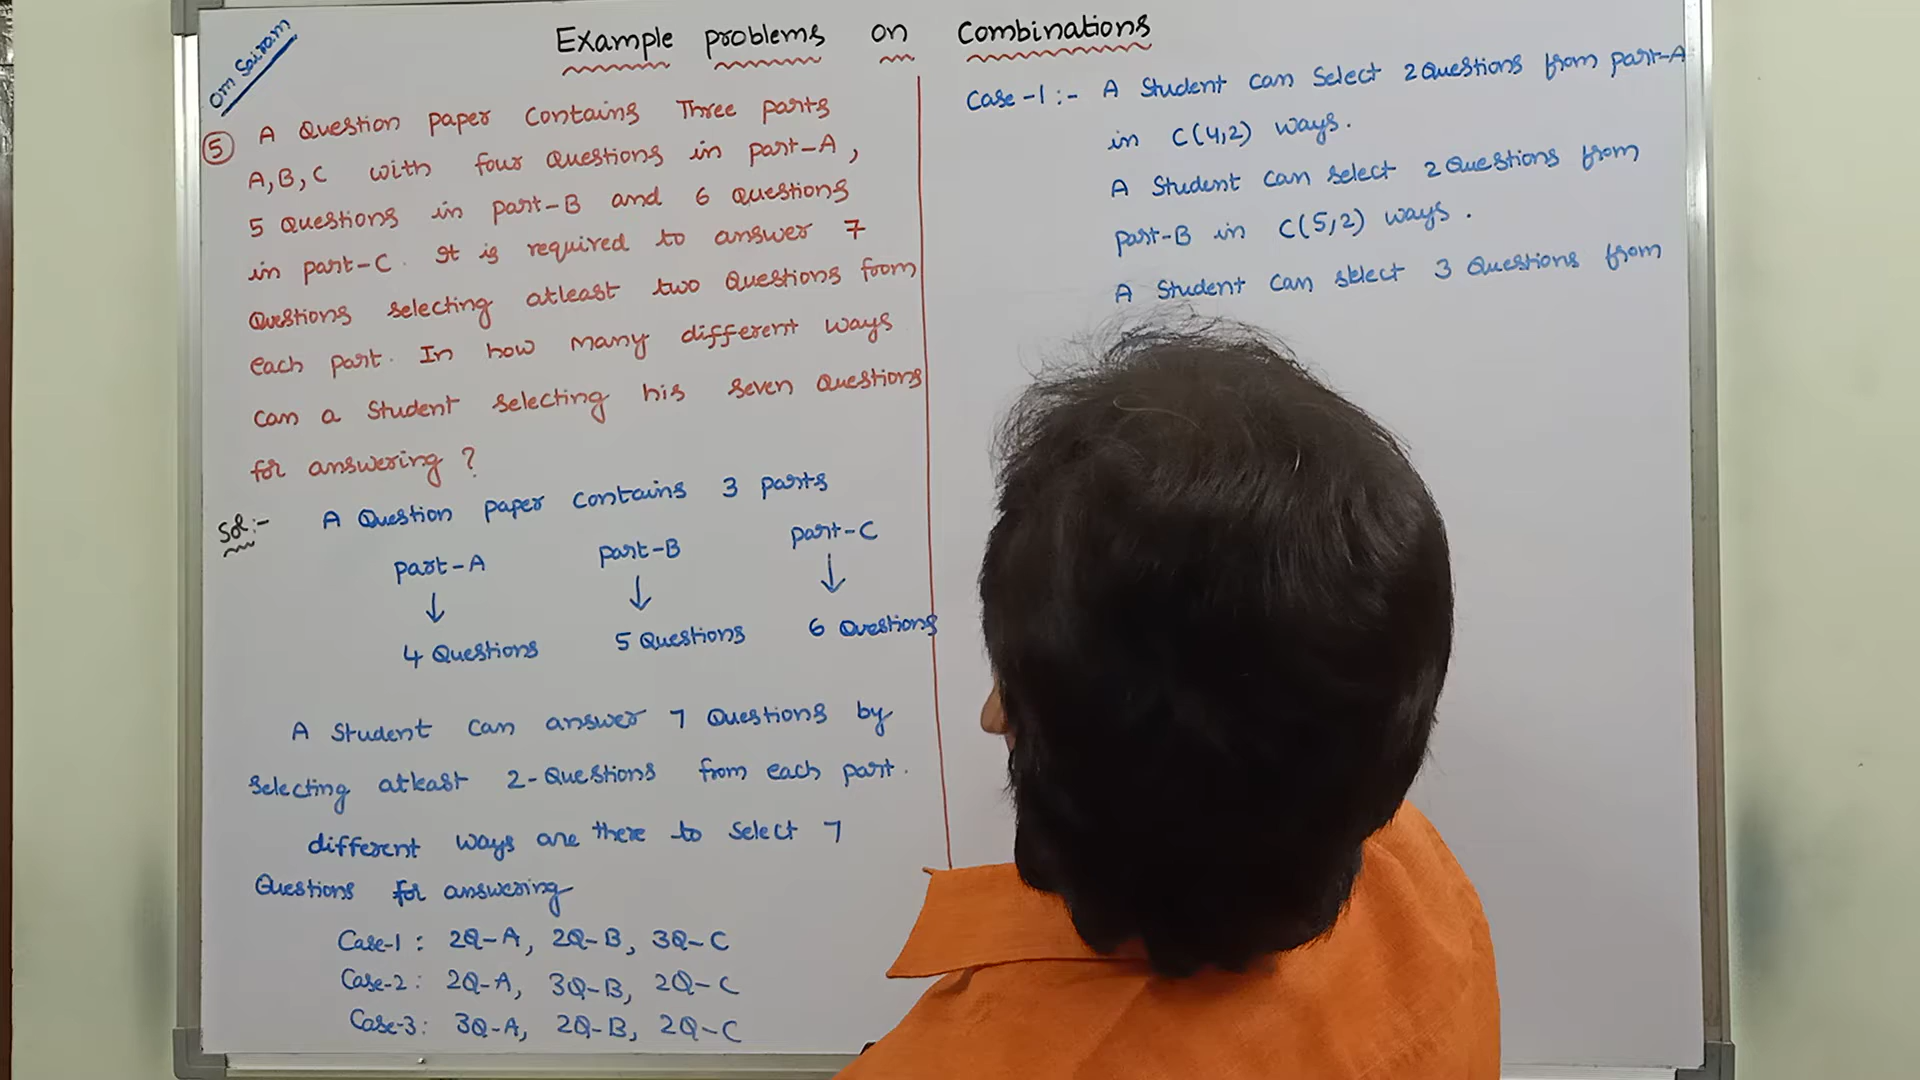 Om Sairam
Example problems on Combinations
5 A Question paper contains Three parts
A, B, C with four questions in part-A,
5 questions in part-B and 6 questions
in part-C. It is required to answer 7
Questions selecting atleast two Questions from
each part. In how many different ways
can a student selecting his seven Questions
for answering?
Sol:- A Question paper contains 3 parts
part-A part-B part-C
↓ ↓ ↓
4 Questions 5 Questions 6 Questions
A Student can answer 7 Questions by
selecting atleast 2-Questions from each part.
different ways are there to select 7
Questions for answering
Case-1: 2Q-A, 2Q-B, 3Q-C
Case-2: 2Q-A, 3Q-B, 2Q-C
Case-3: 3Q-A, 2Q-B, 2Q-C
Case-1:- A Student can select 2 Questions from part-A
in C(4,2) ways.
A Student can select 2 Questions from
part-B in C(5,2) ways.
A Student can select 3 Questions from